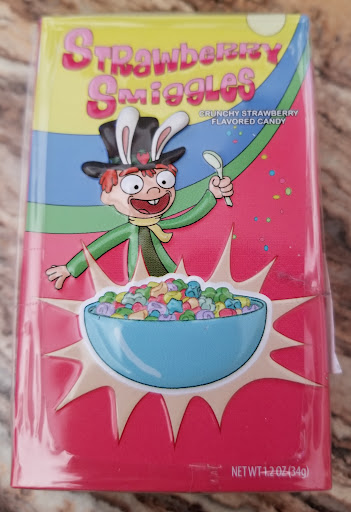 Strawberry
Smiggles
CRUNCHY STRAWBERRY
FLAVORED CANDY
NET WT 1.2 OZ (34g)